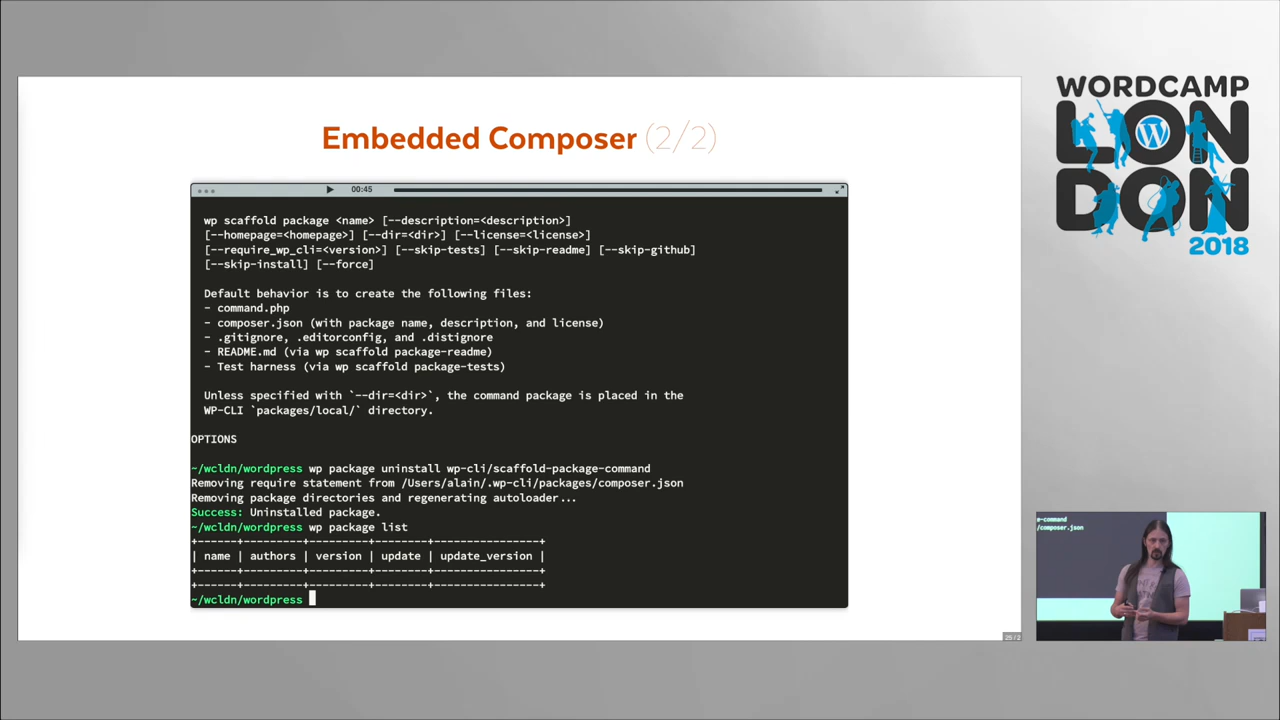 WORDCAMP
LONDON
2018
Embedded Composer (2/2)
00:45
wp scaffold package <name> [--description=<description>]
[--homepage=<homepage>] [--dir=<dir>] [--license=<license>]
[--require_wp_cli=<version>] [--skip-tests] [--skip-readme] [--skip-github]
[--skip-install] [--force]
Default behavior is to create the following files:
- command.php
- composer.json (with package name, description, and license)
- .gitignore, .editorconfig, and .distignore
- README.md (via wp scaffold package-readme)
- Test harness (via wp scaffold package-tests)
Unless specified with `--dir=<dir>`, the command package is placed in the
WP-CLI `packages/local/` directory.
OPTIONS
~/wcldn/wordpress wp package uninstall wp-cli/scaffold-package-command
Removing require statement from /Users/alain/.wp-cli/packages/composer.json
Removing package directories and regenerating autoloader...
Success: Uninstalled package.
~/wcldn/wordpress wp package list
+------+---------+---------+--------+----------------+
| name | authors | version | update | update_version |
+------+---------+---------+--------+----------------+
+------+---------+---------+--------+----------------+
~/wcldn/wordpress
e-command
/composer.json